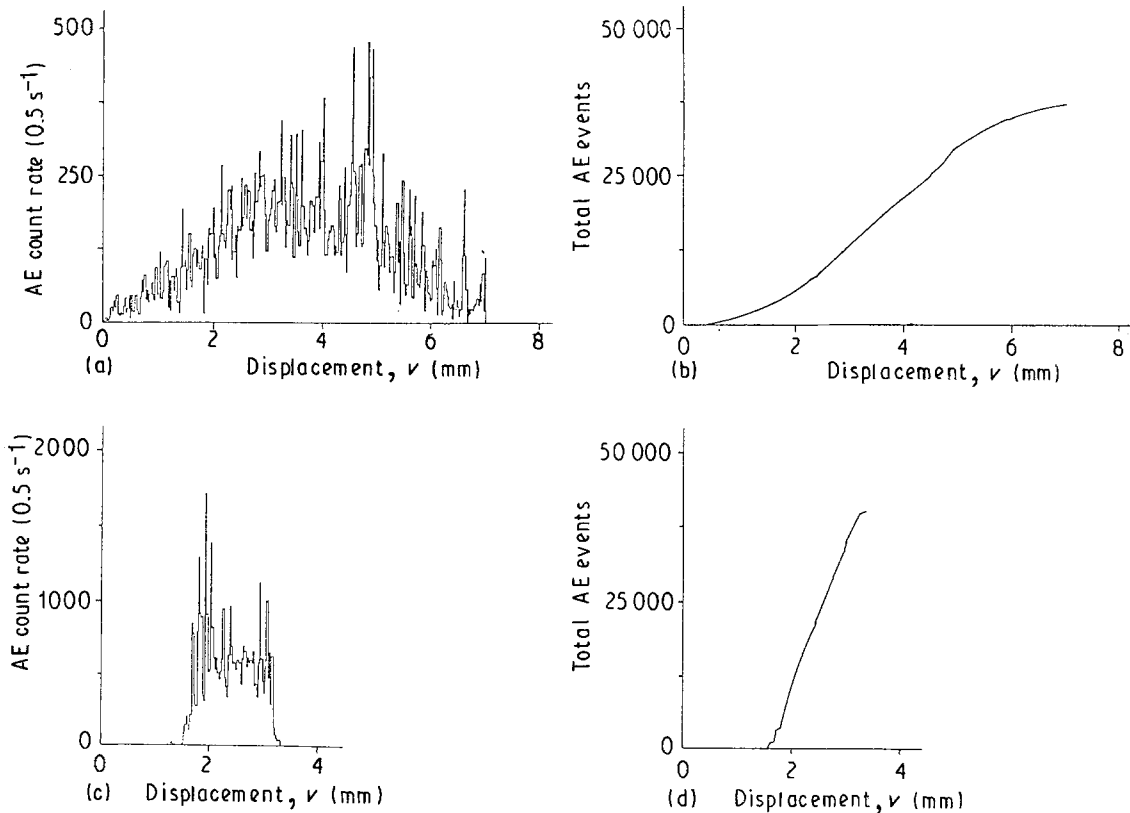 AE count rate (0.5 s⁻¹)
500
250
0
0 2 4 6 8
(a) Displacement, v (mm)
Total AE events
50 000
25 000
0
0 2 4 6 8
(b) Displacement, v (mm)
AE count rate (0.5 s⁻¹)
2000
1000
0
0 2 4
(c) Displacement, v (mm)
Total AE events
50 000
25 000
0
0 2 4
(d) Displacement, v (mm)